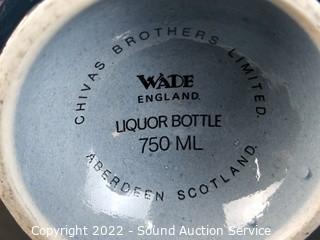 CHIVAS BROTHERS LIMITED.
WADE
ENGLAND.
LIQUOR BOTTLE
750 ML
ABERDEEN SCOTLAND.
Copyright © 2022 - Sound Auction Service